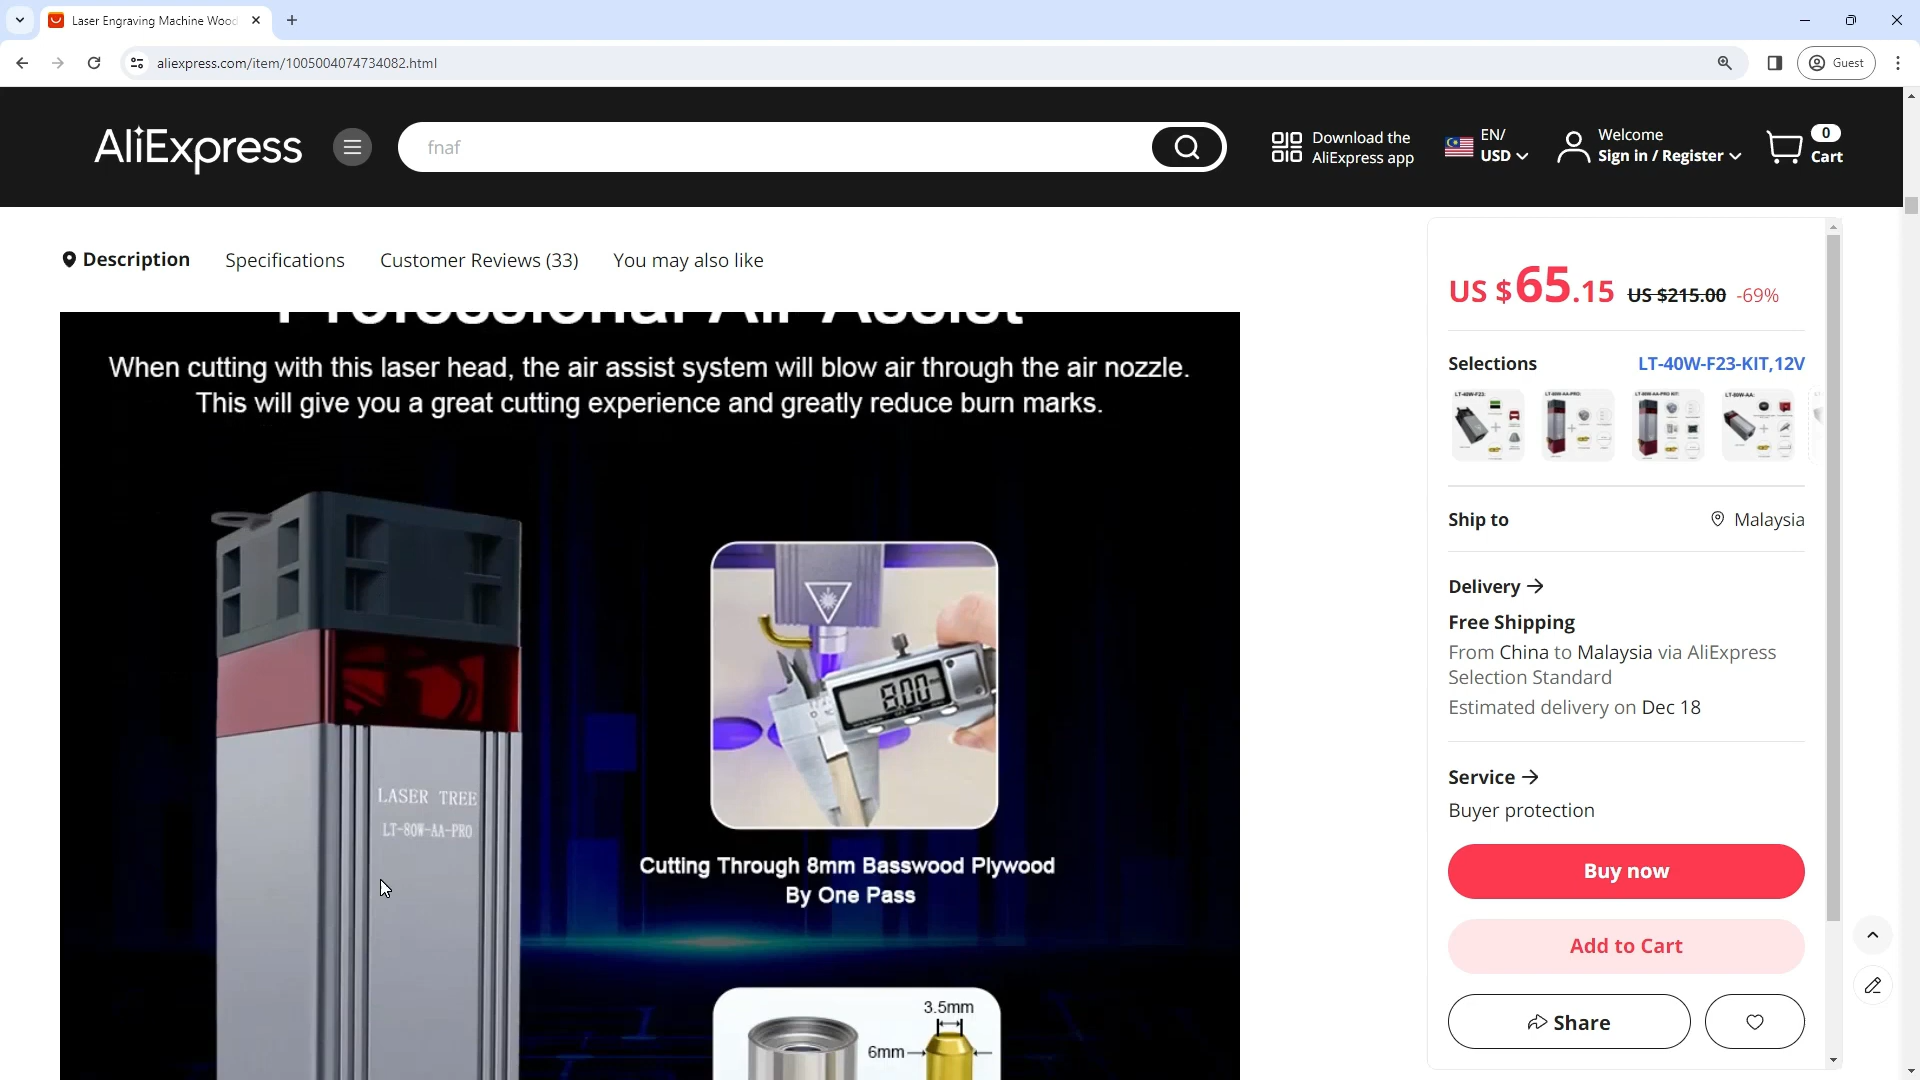 Laser Engraving Machine Wood
aliexpress.com/item/1005004074734082.html
Guest
AliExpress
fnaf
Download the
AliExpress app
EN/
USD
Welcome
Sign in / Register
0
Cart
Description
Specifications
Customer Reviews (33)
You may also like
Professional Air Assist
When cutting with this laser head, the air assist system will blow air through the air nozzle.
This will give you a great cutting experience and greatly reduce burn marks.
8.00
LASER TREE
LT-80W-AA-PRO
Cutting Through 8mm Basswood Plywood
By One Pass
3.5mm
6mm
US $65.15 US $215.00 -69%
Selections
LT-40W-F23-KIT,12V
LT-40W-F23:
LT-80W-AA-PRO:
LT-80W-AA-PRO KIT:
LT-80W-AA:
Ship to
Malaysia
Delivery
Free Shipping
From China to Malaysia via AliExpress
Selection Standard
Estimated delivery on Dec 18
Service
Buyer protection
Buy now
Add to Cart
Share